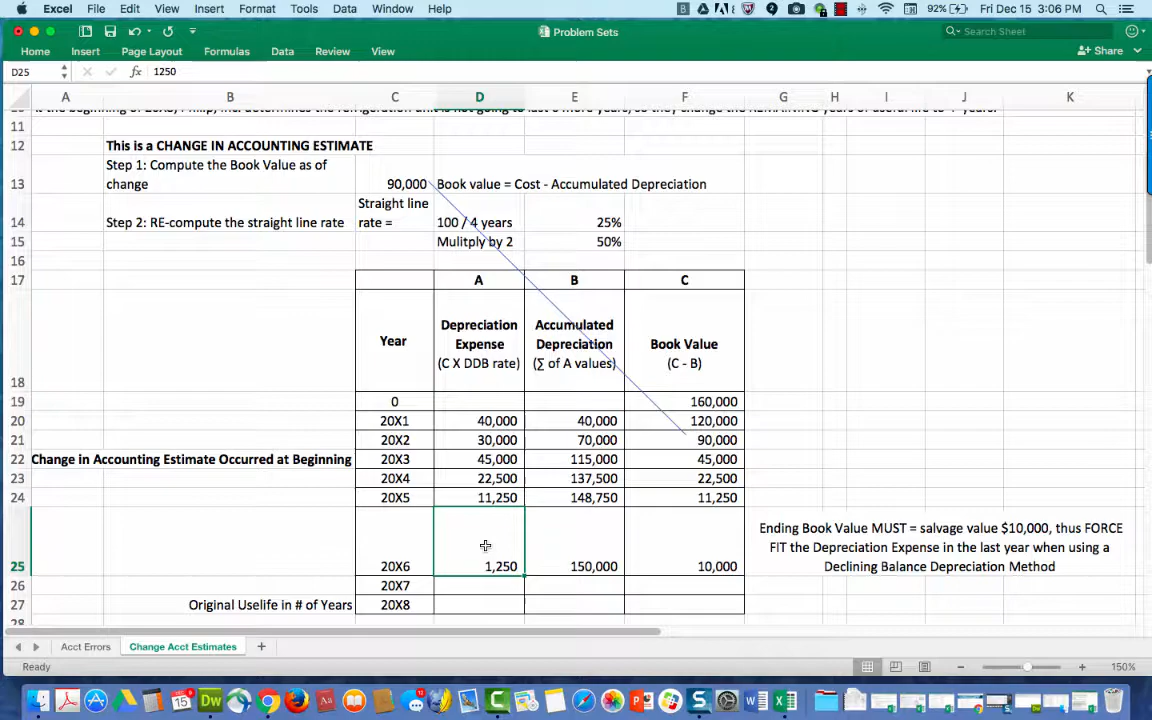 Excel File Edit View Insert Format Tools Data Window Help 92% Fri Dec 15 3:06 PM
Problem Sets
Search Sheet
Home Insert Page Layout Formulas Data Review View Share
D25 fx 1250
A B C D E F G H I J K
11
12 This is a CHANGE IN ACCOUNTING ESTIMATE
Step 1: Compute the Book Value as of
13 change 90,000 Book value = Cost - Accumulated Depreciation
Straight line
14 Step 2: RE-compute the straight line rate rate = 100 / 4 years 25%
15 Mulitply by 2 50%
16
17 A B C
Depreciation Accumulated
Year Expense Depreciation Book Value
(C X DDB rate) (∑ of A values) (C - B)
18
19 0 160,000
20 20X1 40,000 40,000 120,000
21 20X2 30,000 70,000 90,000
22 Change in Accounting Estimate Occurred at Beginning 20X3 45,000 115,000 45,000
23 20X4 22,500 137,500 22,500
24 20X5 11,250 148,750 11,250
Ending Book Value MUST = salvage value $10,000, thus FORCE
FIT the Depreciation Expense in the last year when using a
25 20X6 1,250 150,000 10,000 Declining Balance Depreciation Method
26 20X7
27 Original Uselife in # of Years 20X8
28
Acct Errors Change Acct Estimates
Ready 150%